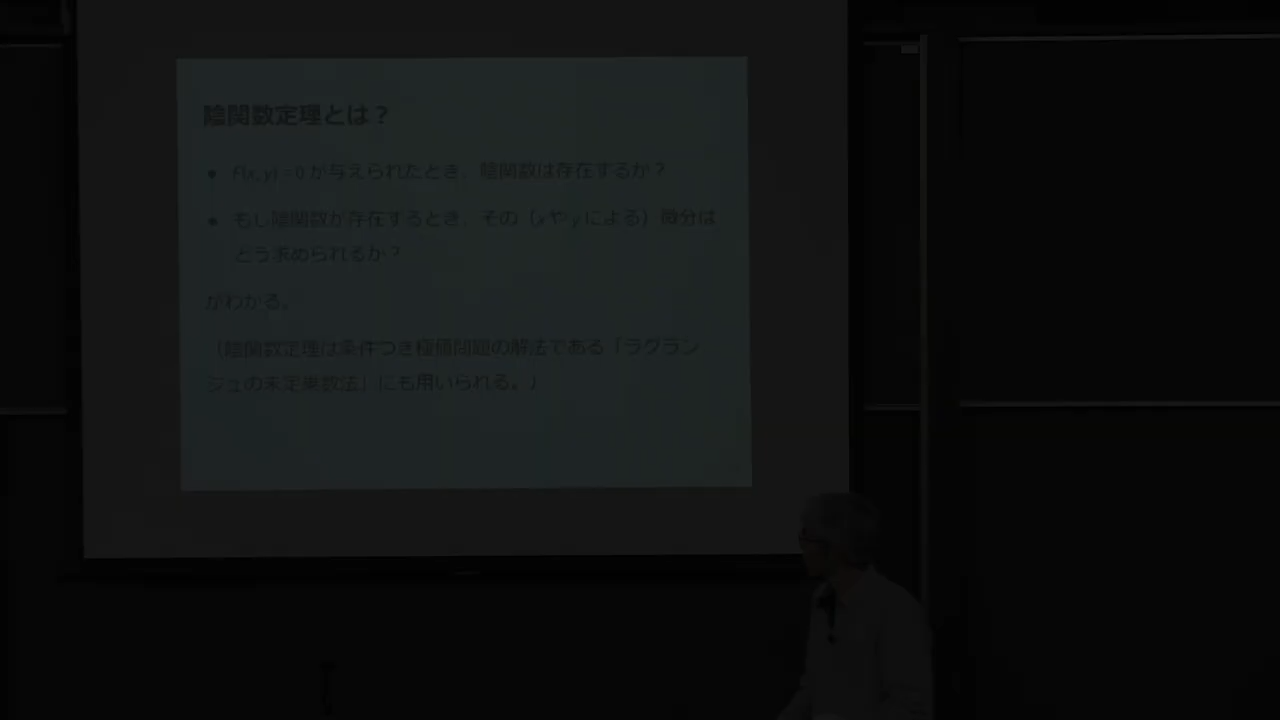 陰関数定理とは？
• F(x, y) = 0 が与えられたとき、陰関数は存在するか？
• もし陰関数が存在するとき、その（x や y による）微分は
どう求められるか？
がわかる。
（陰関数定理は条件つき極値問題の解法である「ラグラン
ジュの未定乗数法」にも用いられる。）